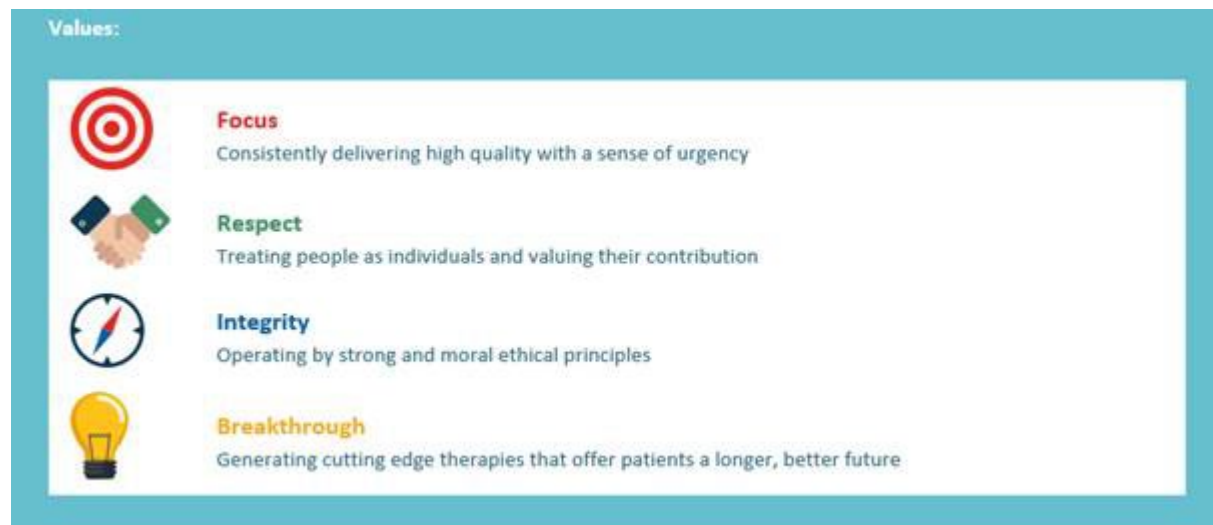 Values:
Focus
Consistently delivering high quality with a sense of urgency
Respect
Treating people as individuals and valuing their contribution
Integrity
Operating by strong and moral ethical principles
Breakthrough
Generating cutting edge therapies that offer patients a longer, better future